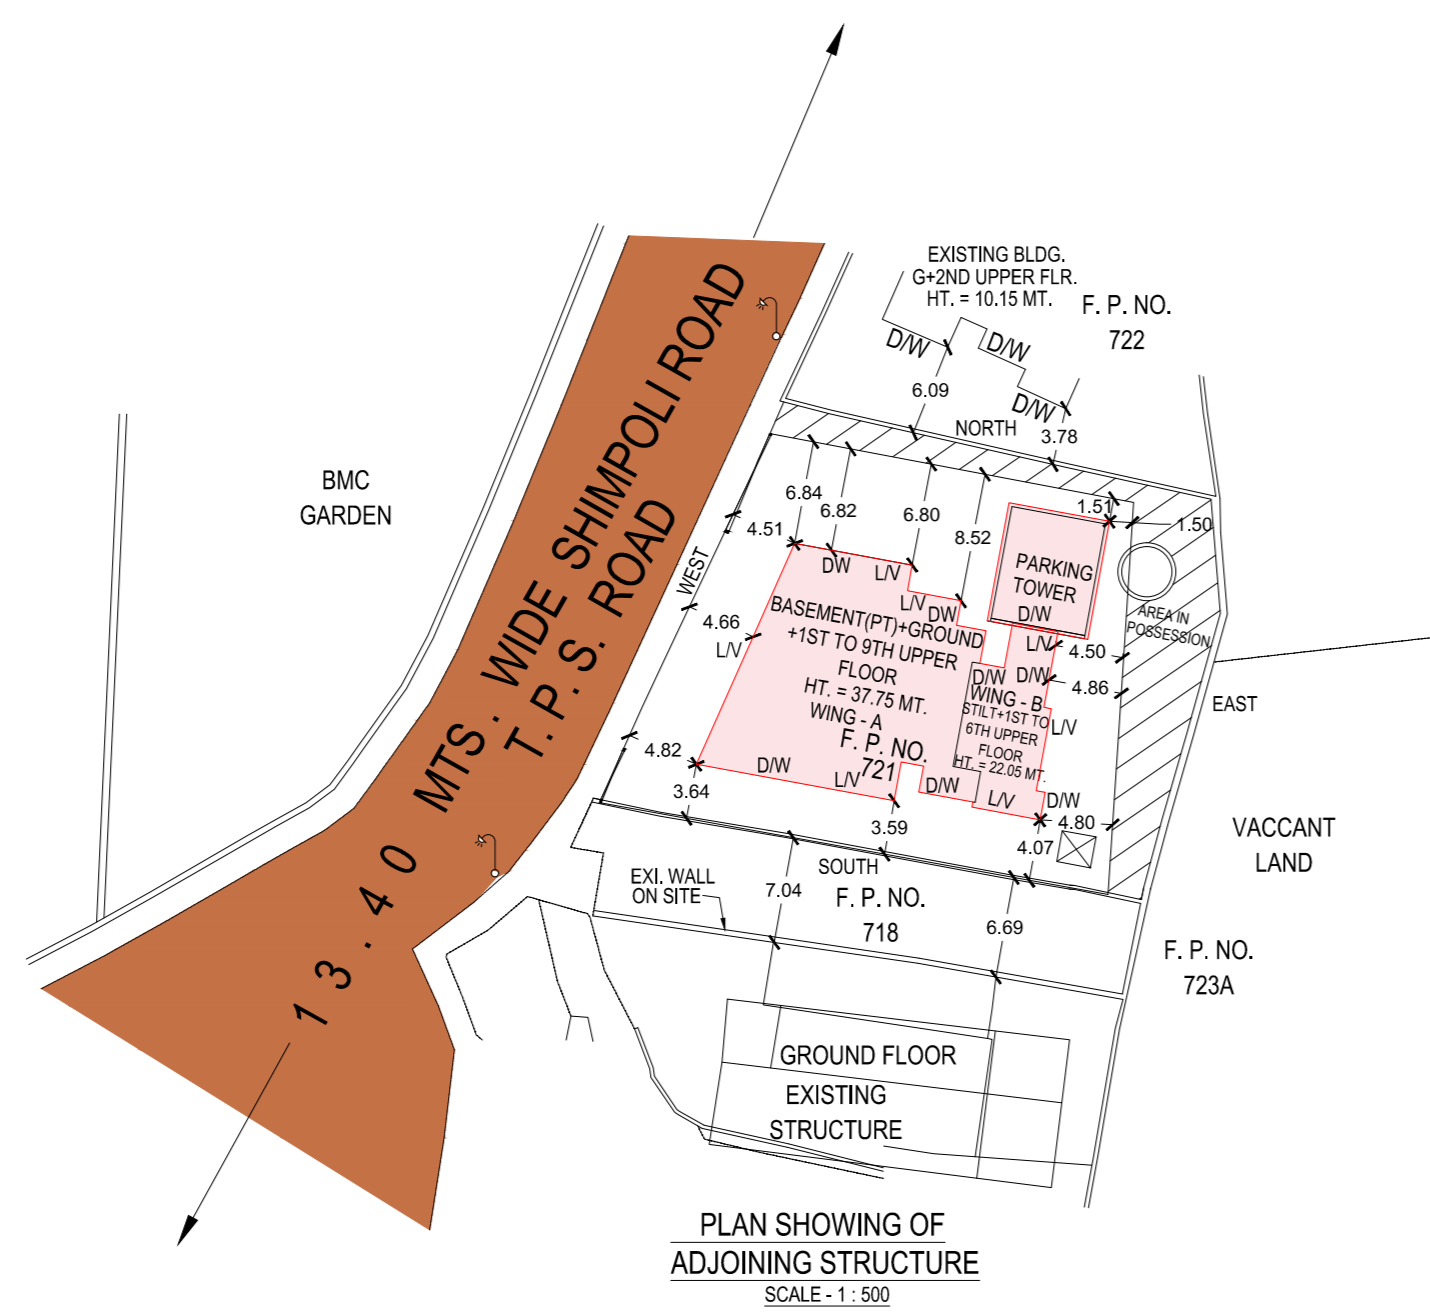 EXISTING BLDG.
G+2ND UPPER FLR.
HT. = 10.15 MT.
F. P. NO.
722
D/W
D/W
D/W
6.09
3.78
NORTH
13.40 MTS. WIDE SHIMPOLI ROAD
T.P.S. ROAD
BMC
GARDEN
WEST
6.84
6.82
6.80
8.52
1.51
1.50
4.51
4.66
L/V
4.82
DW
L/V
L/V
DW
PARKING
TOWER
D/W
AREA IN
POSSESSION
BASEMENT(PT)+GROUND
+1ST TO 9TH UPPER
FLOOR
HT. = 37.75 MT.
WING - A
F. P. NO.
721
L/V
4.50
D/W
D/W
4.86
WING - B
STILT+1ST TO
6TH UPPER
FLOOR
HT. = 22.05 MT.
L/V
EAST
D/W
L/V
D/W
L/V
D/W
4.80
3.64
3.59
4.07
SOUTH
VACCANT
LAND
EXI. WALL
ON SITE
7.04
F. P. NO.
718
6.69
F. P. NO.
723A
GROUND FLOOR
EXISTING
STRUCTURE
PLAN SHOWING OF
ADJOINING STRUCTURE
SCALE - 1 : 500